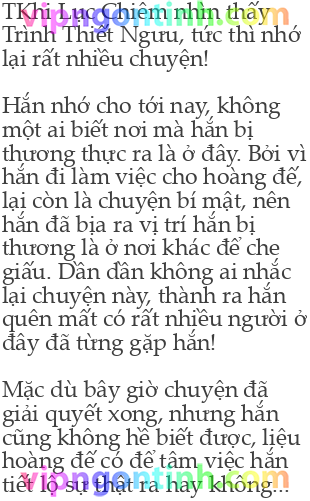 TKhi Lục Chiêm nhìn thấy
vipngontinh.com
Trình Thiết Ngưu, tức thì nhớ
lại rất nhiều chuyện!
Hắn nhớ cho tới nay, không
một ai biết nơi mà hắn bị
thương thực ra là ở đây. Bởi vì
hắn đi làm việc cho hoàng đế,
lại còn là chuyện bí mật, nên
hắn đã bịa ra vị trí hắn bị
thương là ở nơi khác để che
giấu. Dần dần không ai nhắc
lại chuyện này, thành ra hắn
quên mất có rất nhiều người ở
đây đã từng gặp hắn!
Mặc dù bây giờ chuyện đã
giải quyết xong, nhưng hắn
cũng không hề biết được, liệu
hoàng đế có để tâm việc hắn
vipngontinh.com
tiết lộ sự thật ra hay không...